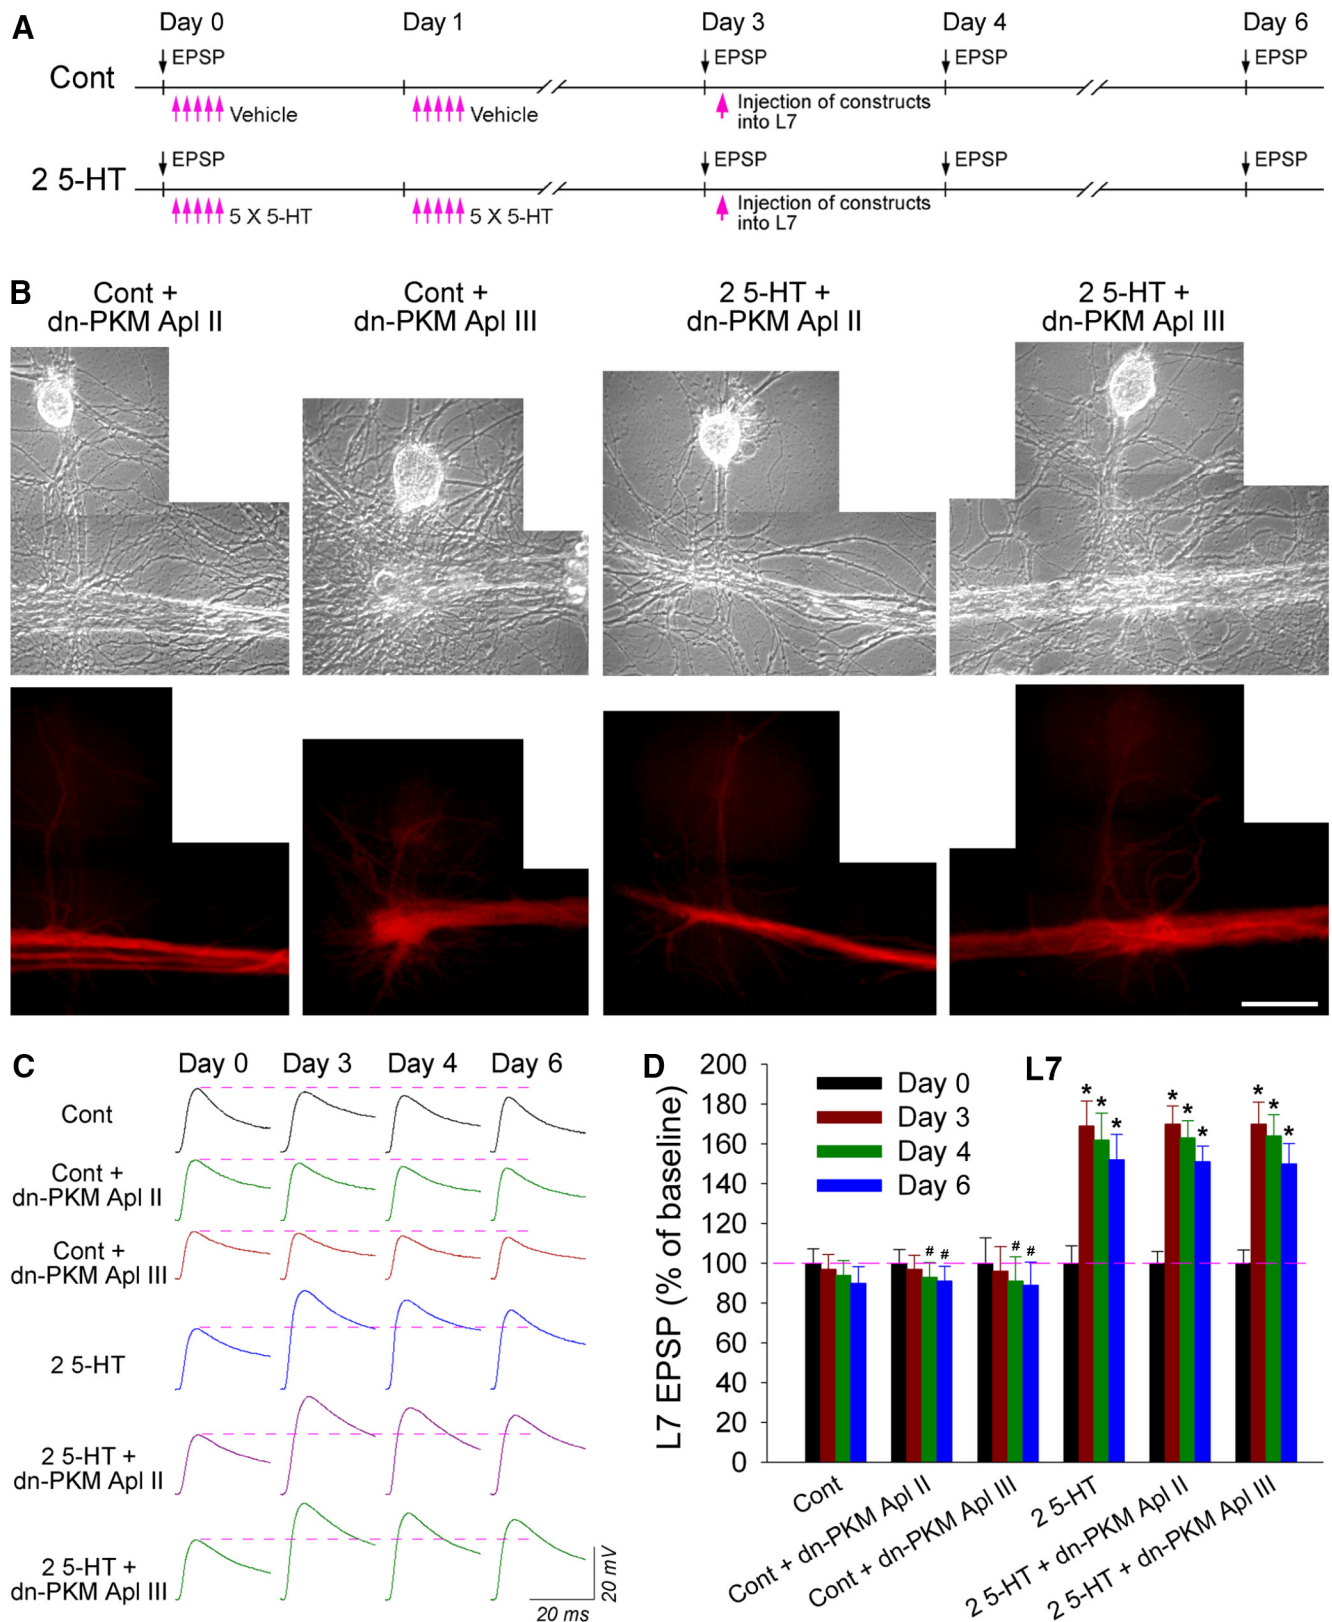 A
Day 0
Day 1
Day 3
Day 4
Day 6
Cont
EPSP
EPSP
EPSP
EPSP
Vehicle
Vehicle
Injection of constructs
into L7
2 5-HT
EPSP
EPSP
EPSP
EPSP
5 X 5-HT
5 X 5-HT
Injection of constructs
into L7
B
Cont +
dn-PKM Apl II
Cont +
dn-PKM Apl III
2 5-HT +
dn-PKM Apl II
2 5-HT +
dn-PKM Apl III
C
Day 0
Day 3
Day 4
Day 6
Cont
Cont +
dn-PKM Apl II
Cont +
dn-PKM Apl III
2 5-HT
2 5-HT +
dn-PKM Apl II
2 5-HT +
dn-PKM Apl III
20 mV
20 ms
D
L7
L7 EPSP (% of baseline)
200
180
160
140
120
100
80
60
40
20
0
Day 0
Day 3
Day 4
Day 6
# #
# #
* * *
* * *
* * *
Cont
Cont + dn-PKM Apl II
Cont + dn-PKM Apl III
2 5-HT
2 5-HT + dn-PKM Apl II
2 5-HT + dn-PKM Apl III